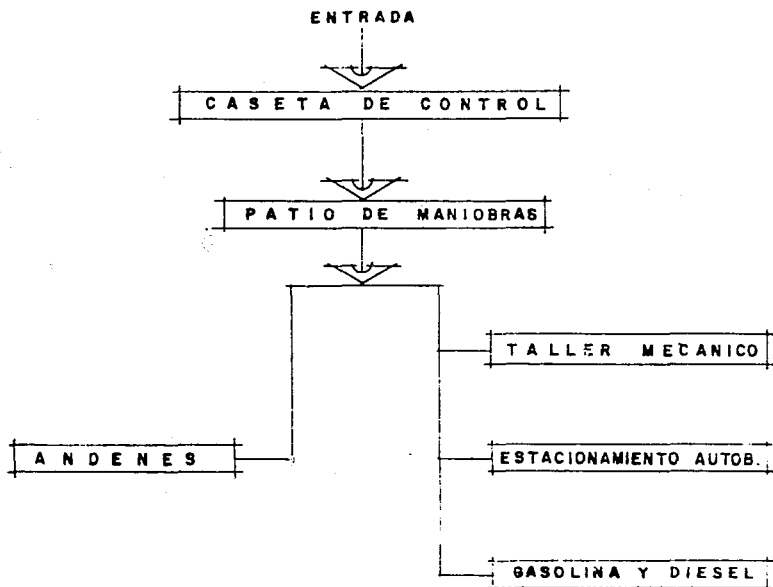 ENTRADA
CASETA DE CONTROL
PATIO DE MANIOBRAS
TALLER MECANICO
ANDENES
ESTACIONAMIENTO AUTOB.
GASOLINA Y DIESEL